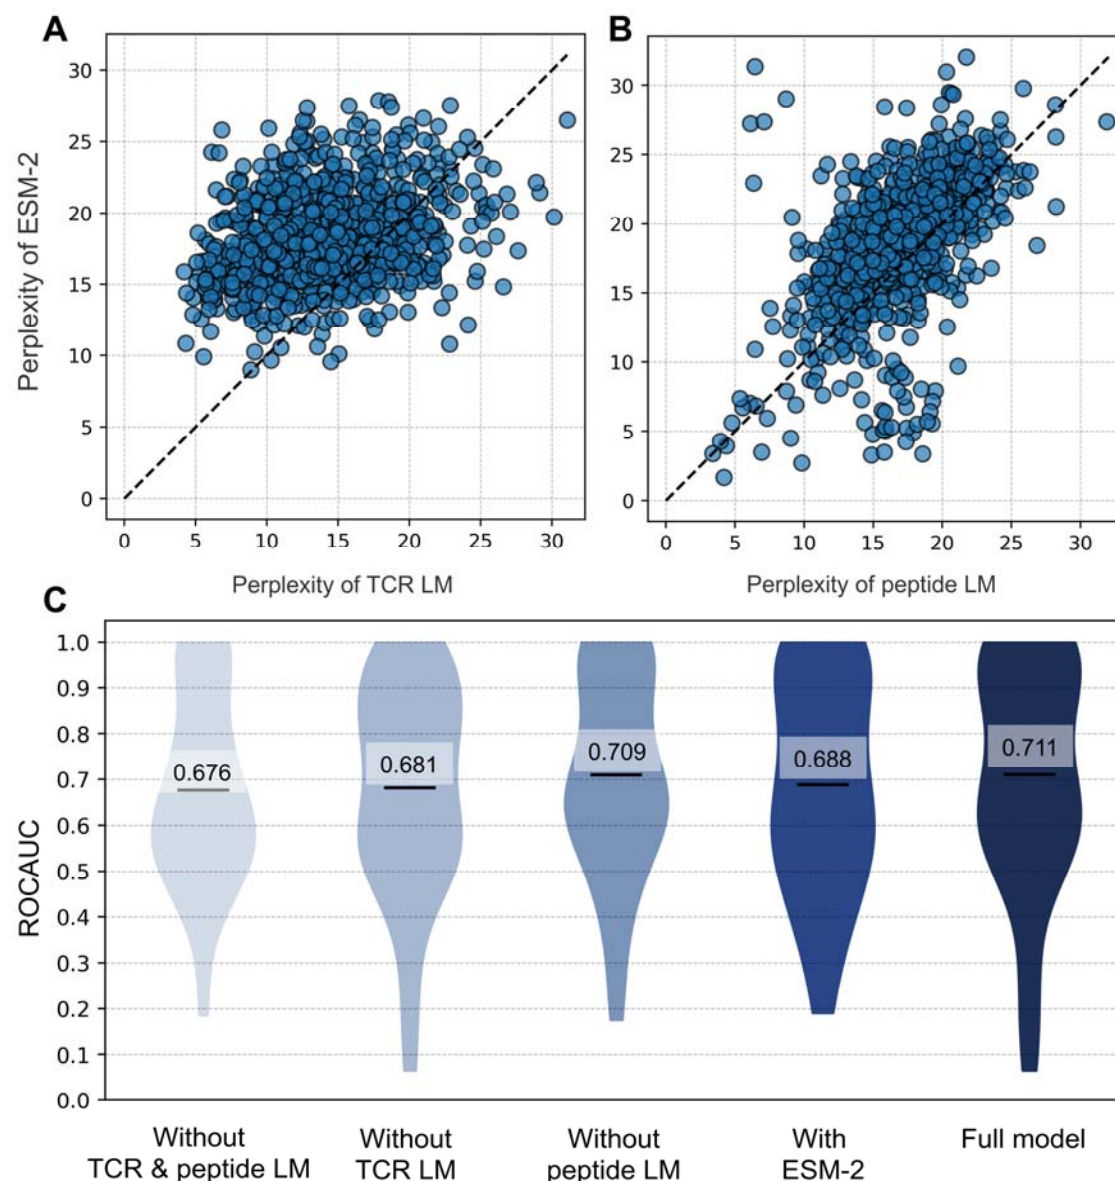 A
B
30
25
20
15
10
5
0
Perplexity of ESM-2
0 5 10 15 20 25 30
Perplexity of TCR LM
30
25
20
15
10
5
0
0 5 10 15 20 25 30
Perplexity of peptide LM
C
1.0
0.9
0.8
0.7
0.6
0.5
0.4
0.3
0.2
0.1
0.0
ROCAUC
0.676
0.681
0.709
0.688
0.711
Without
TCR & peptide LM
Without
TCR LM
Without
peptide LM
With
ESM-2
Full model